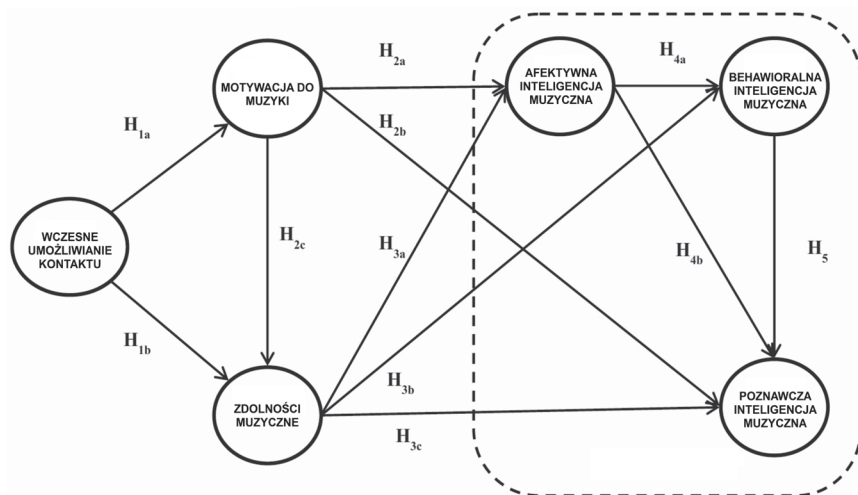 MOTYWACJA DO
MUZYKI
H2a
AFEKTYWNA
INTELIGENCJA
MUZYCZNA
H4a
BEHAWIORALNA
INTELIGENCJA
MUZYCZNA
H1a
H2b
WCZESNE
UMOŻLIWIANIE
KONTAKTU
H2c
H3a
H4b
H5
H1b
ZDOLNOŚCI
MUZYCZNE
H3b
H3c
POZNAWCZA
INTELIGENCJA
MUZYCZNA